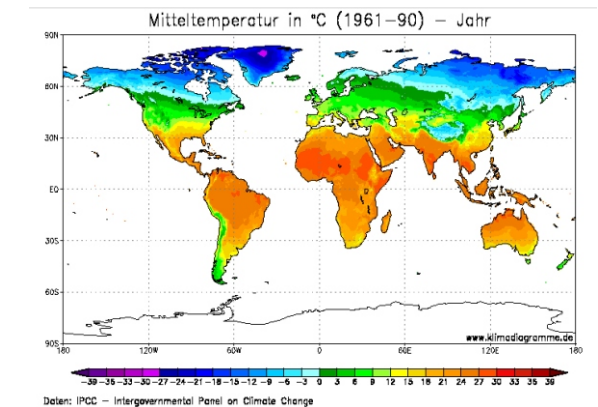 Mitteltemperatur in °C (1961-90) - Jahr
90N
60N
30N
EQ
30S
60S
90S
www.klimadiagramme.de
180 120W 60W 0 60E 120E 180
-39 -35 -33 -30 -27 -24 -21 -18 -15 -12 -9 -6 -3 0 3 6 9 12 15 18 21 24 27 30 33 35 39
Daten: IPCC - Intergovernmental Panel on Climate Change